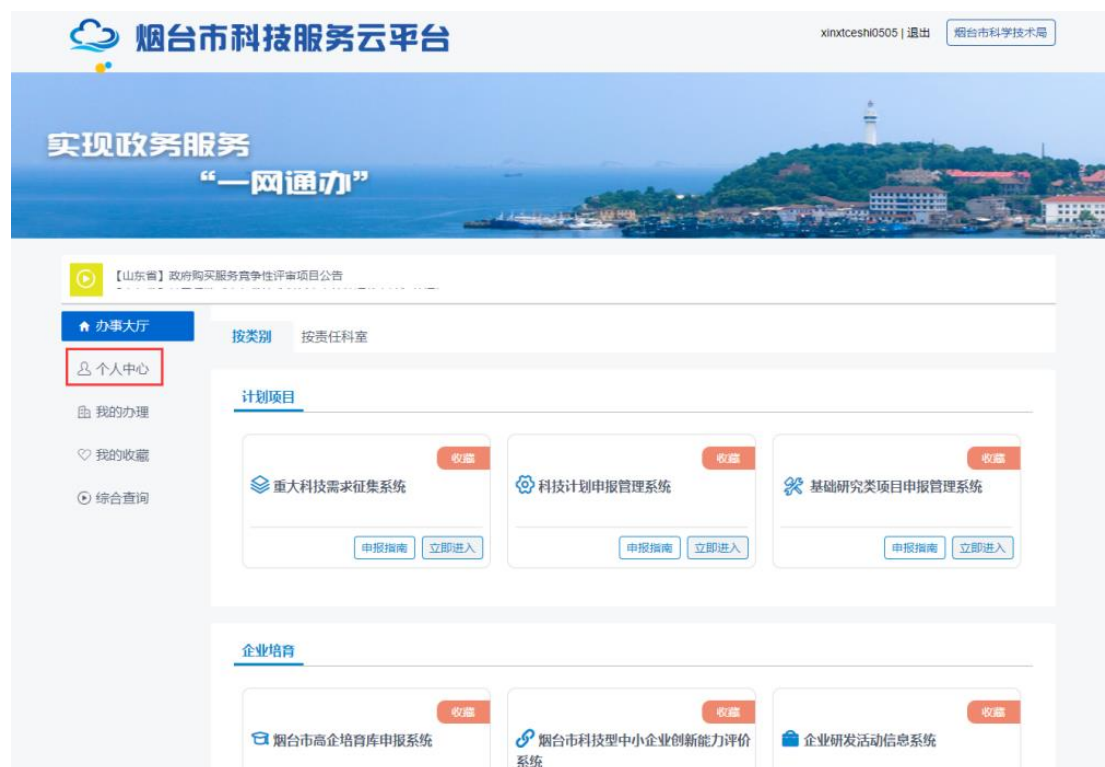 烟台市科技服务云平台
xinxtceshi0505 | 退出
烟台市科学技术局
实现政务服务
“一网通办”
【山东省】政府购买服务竞争性评审项目公告
办事大厅
个人中心
我的办理
我的收藏
综合查询
按类别
按责任科室
计划项目
收藏
重大科技需求征集系统
申报指南
立即进入
收藏
科技计划申报管理系统
申报指南
立即进入
收藏
基础研究类项目申报管理系统
申报指南
立即进入
企业培育
收藏
烟台市高企培育库申报系统
收藏
烟台市科技型中小企业创新能力评价
系统
收藏
企业研发活动信息系统